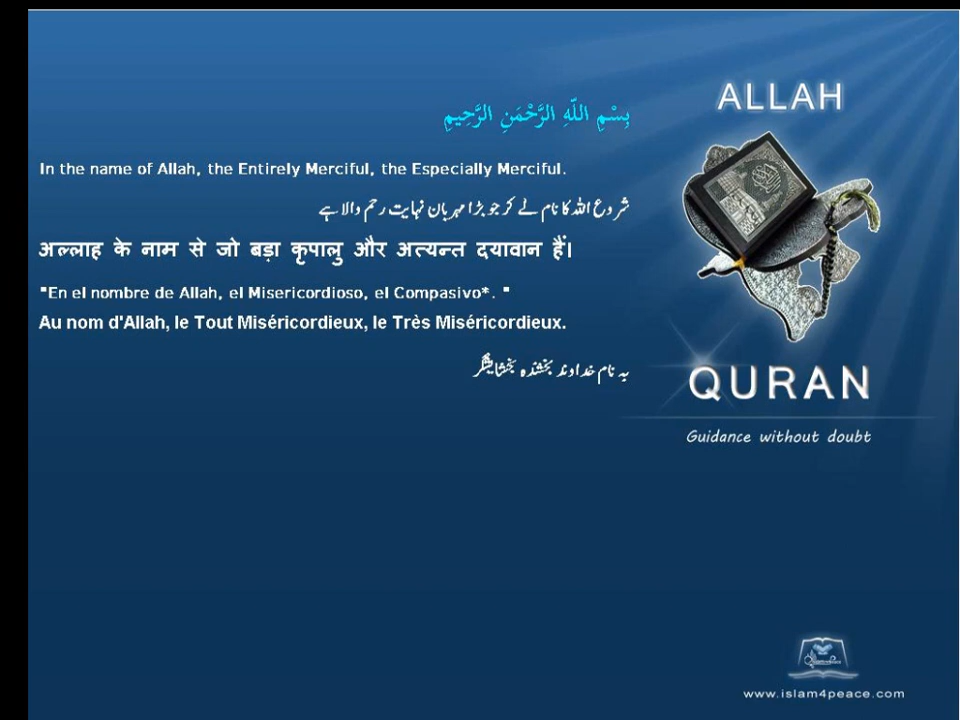 بِسْمِ اللَّهِ الرَّحْمَنِ الرَّحِيمِ
In the name of Allah, the Entirely Merciful, the Especially Merciful.
شروع الله کا نام لے کر جو بڑا مہربان نہایت رحم والا ہے
अल्लाह के नाम से जो बड़ा कृपालु और अत्यन्त दयावान हैं।
"En el nombre de Allah, el Misericordioso, el Compasivo*. "
Au nom d'Allah, le Tout Miséricordieux, le Très Miséricordieux.
به نام خداوند بخشنده بخشایشگر
ALLAH
QURAN
Guidance without doubt
www.islam4peace.com